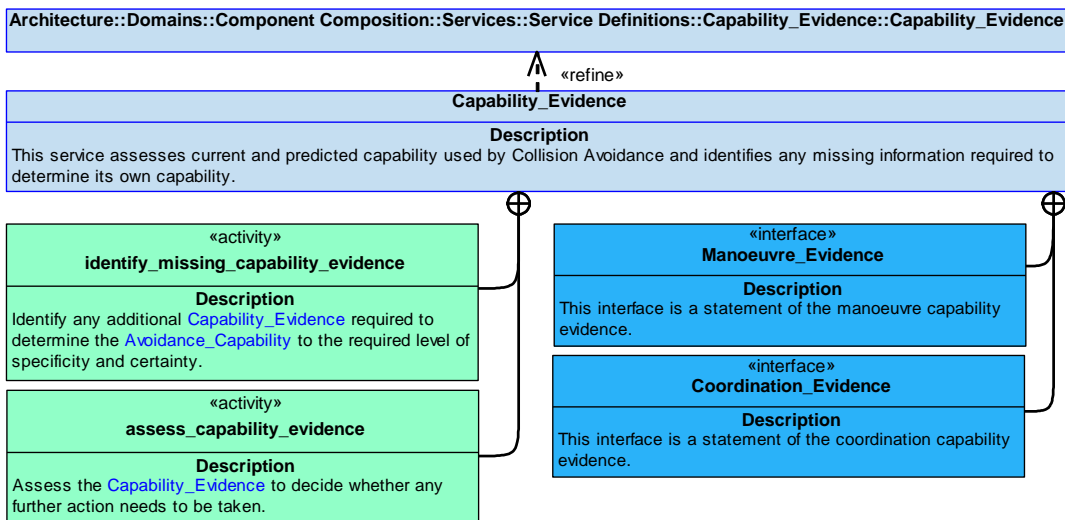 Architecture::Domains::Component Composition::Services::Service Definitions::Capability_Evidence::Capability_Evidence
«refine»
Capability_Evidence
Description
This service assesses current and predicted capability used by Collision Avoidance and identifies any missing information required to
determine its own capability.
«activity»
identify_missing_capability_evidence
Description
Identify any additional Capability_Evidence required to
determine the Avoidance_Capability to the required level of
specificity and certainty.
«activity»
assess_capability_evidence
Description
Assess the Capability_Evidence to decide whether any
further action needs to be taken.
«interface»
Manoeuvre_Evidence
Description
This interface is a statement of the manoeuvre capability
evidence.
«interface»
Coordination_Evidence
Description
This interface is a statement of the coordination capability
evidence.